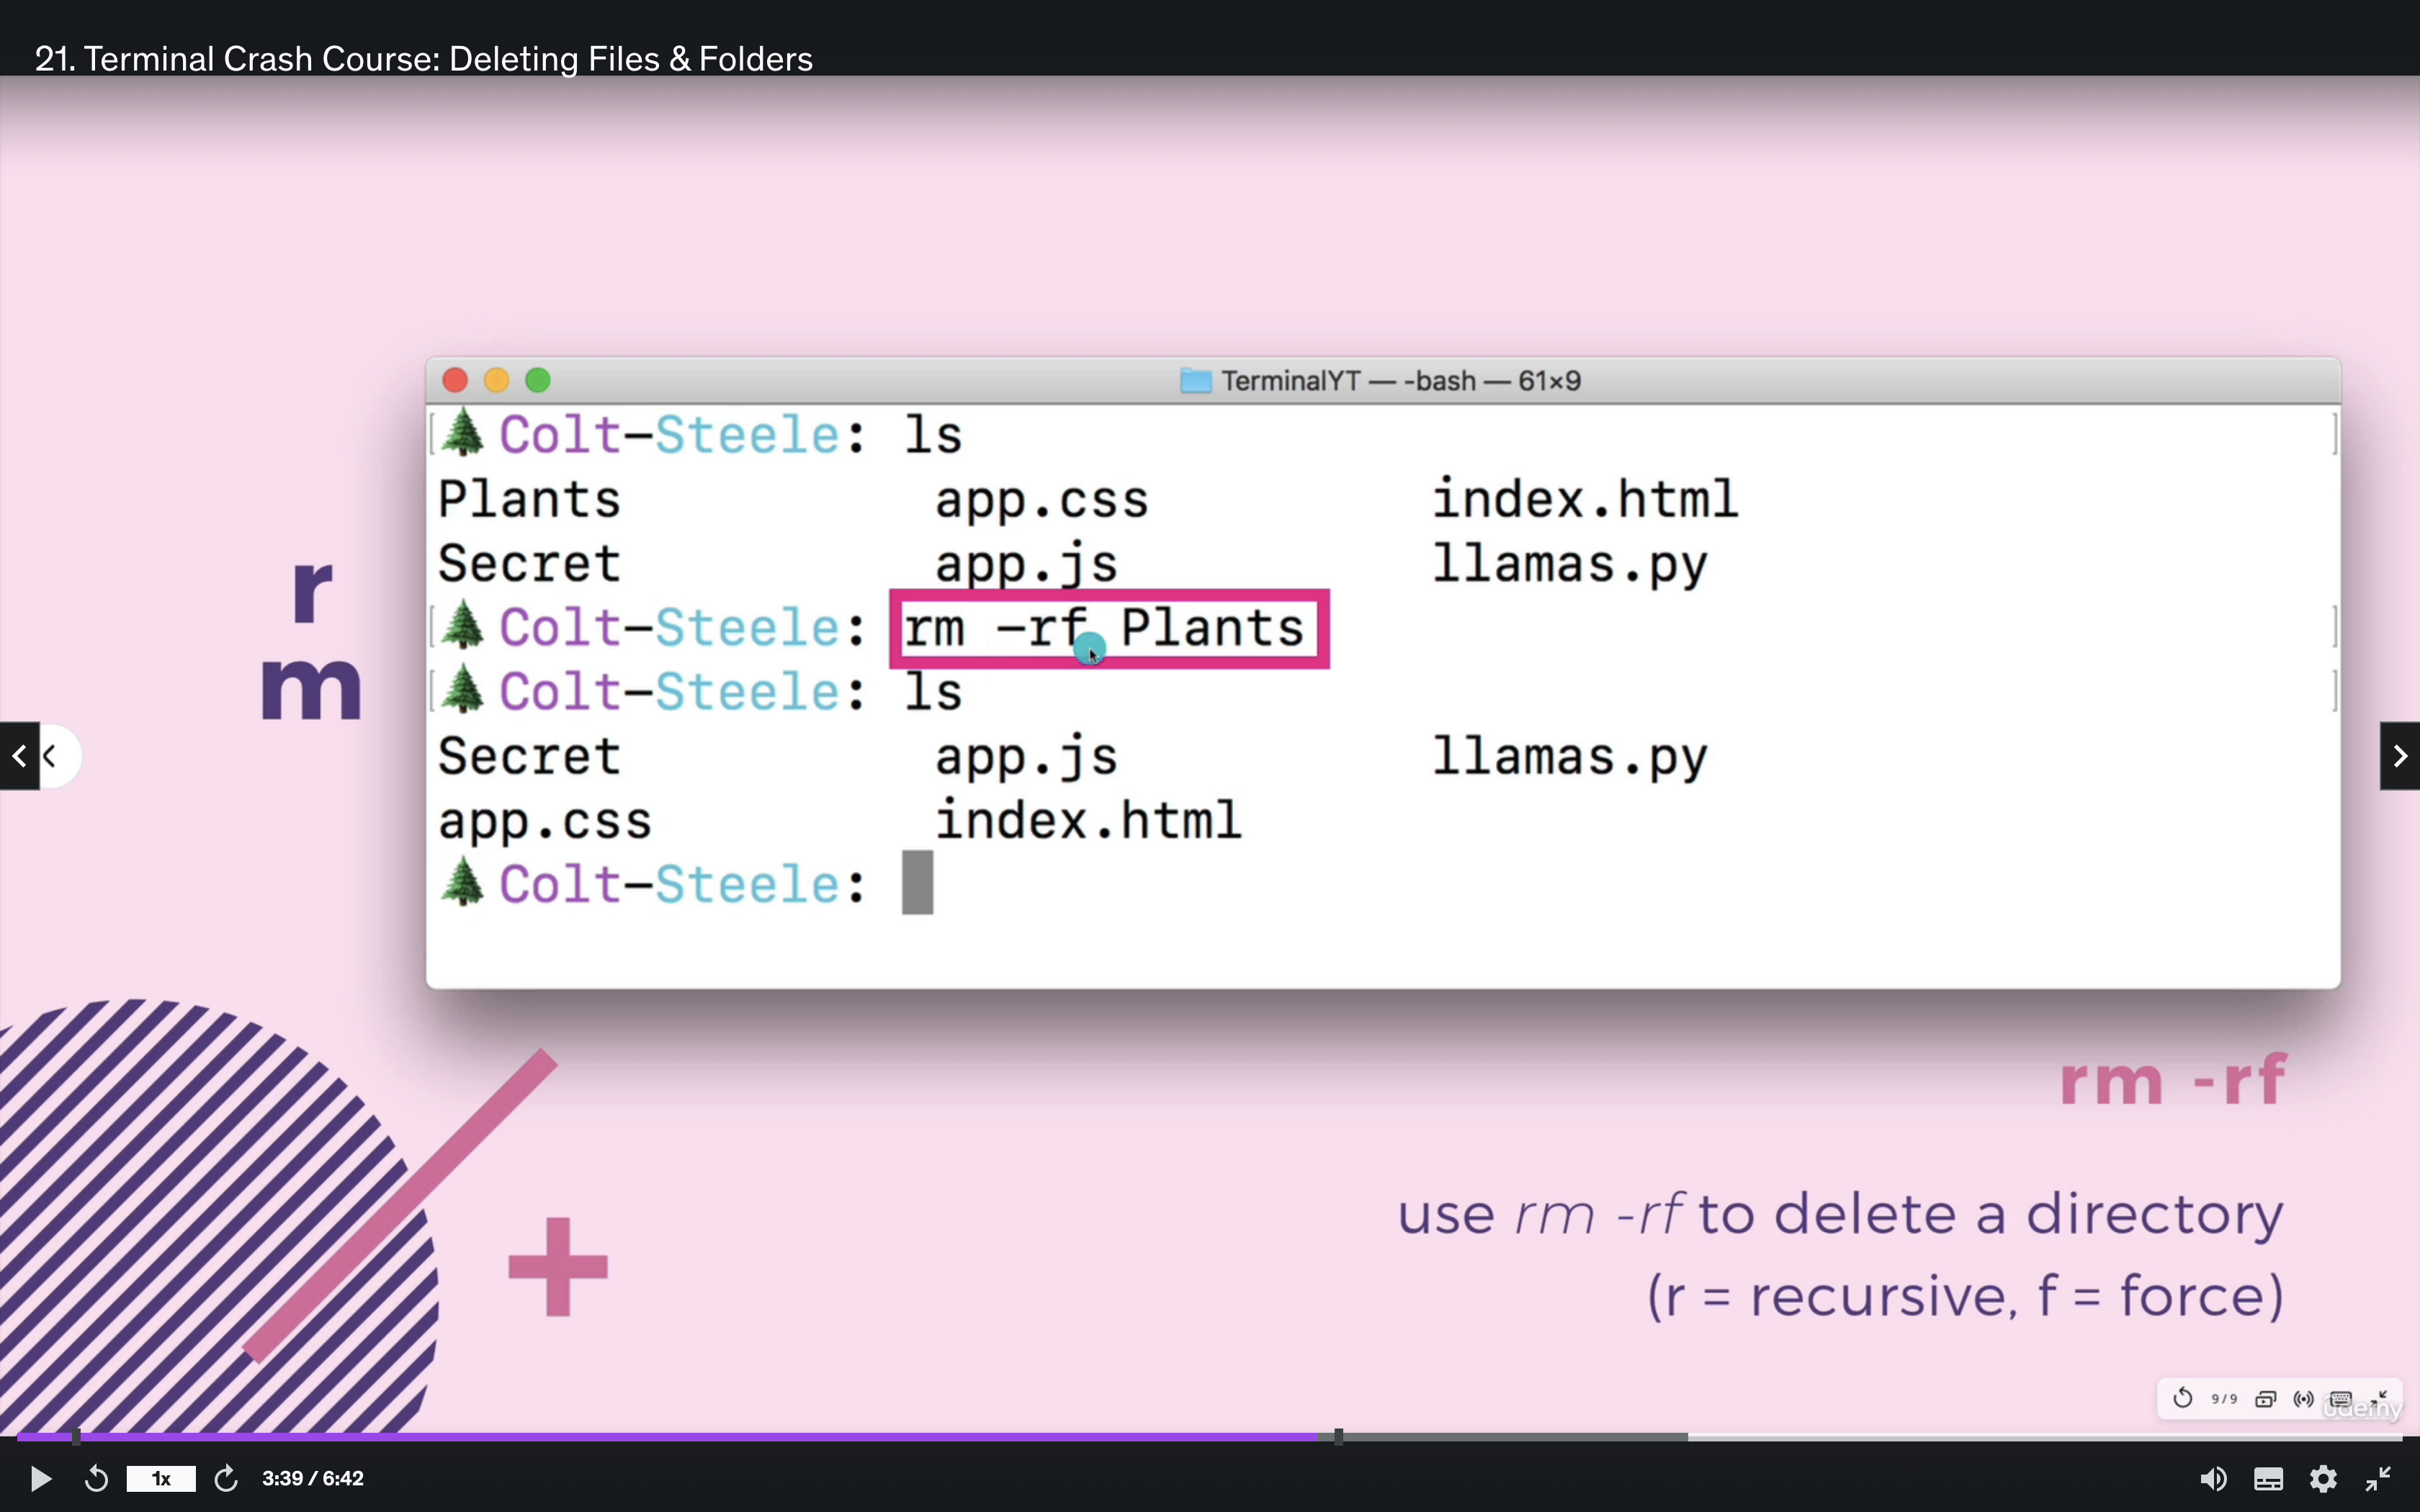 21. Terminal Crash Course: Deleting Files & Folders
TerminalYT — -bash — 61×9
Colt-Steele: ls
Plants app.css index.html
Secret app.js llamas.py
Colt-Steele: rm -rf Plants
Colt-Steele: ls
Secret app.js llamas.py
app.css index.html
Colt-Steele:
r
m
rm -rf
use rm -rf to delete a directory
(r = recursive, f = force)
9/9
udemy
1x
3:39 / 6:42